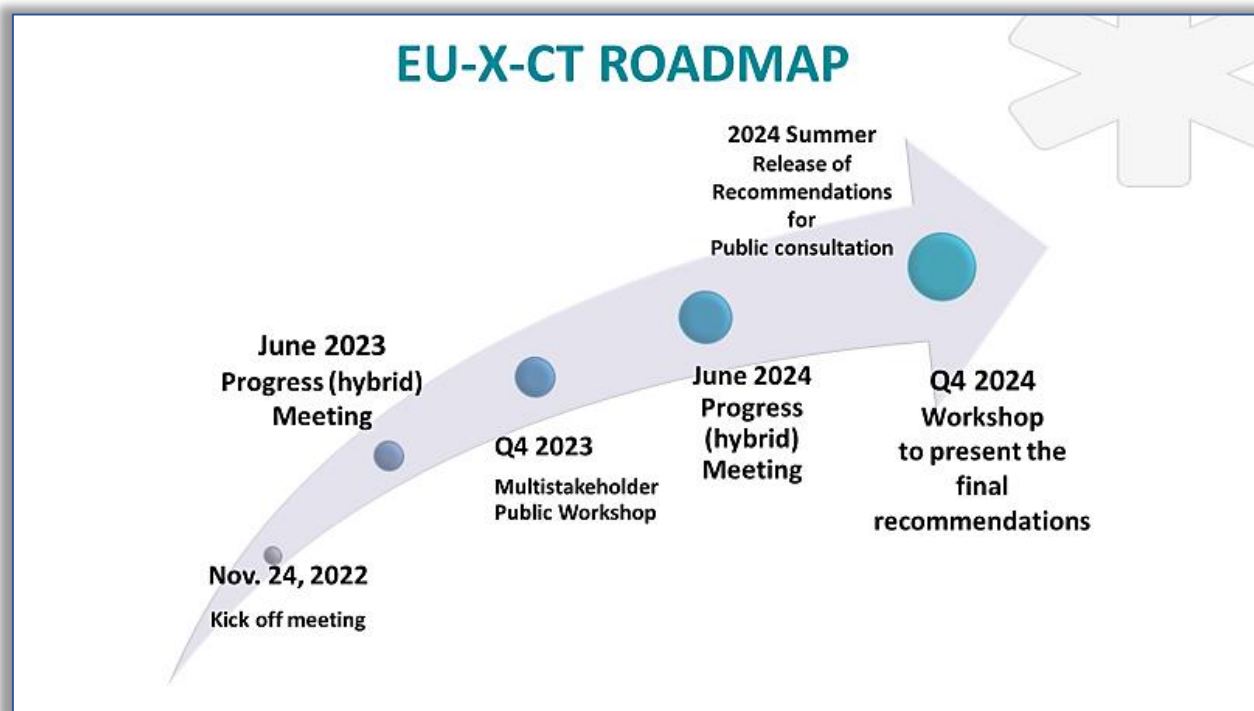 EU-X-CT ROADMAP
2024 Summer
Release of
Recommendations
for
Public consultation
June 2023
Progress (hybrid)
Meeting
Q4 2023
Multistakeholder
Public Workshop
June 2024
Progress
(hybrid)
Meeting
Q4 2024
Workshop
to present the
final
recommendations
Nov. 24, 2022
Kick off meeting